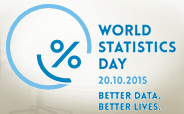 %
WORLD
STATISTICS
DAY
20.10.2015
BETTER DATA.
BETTER LIVES.